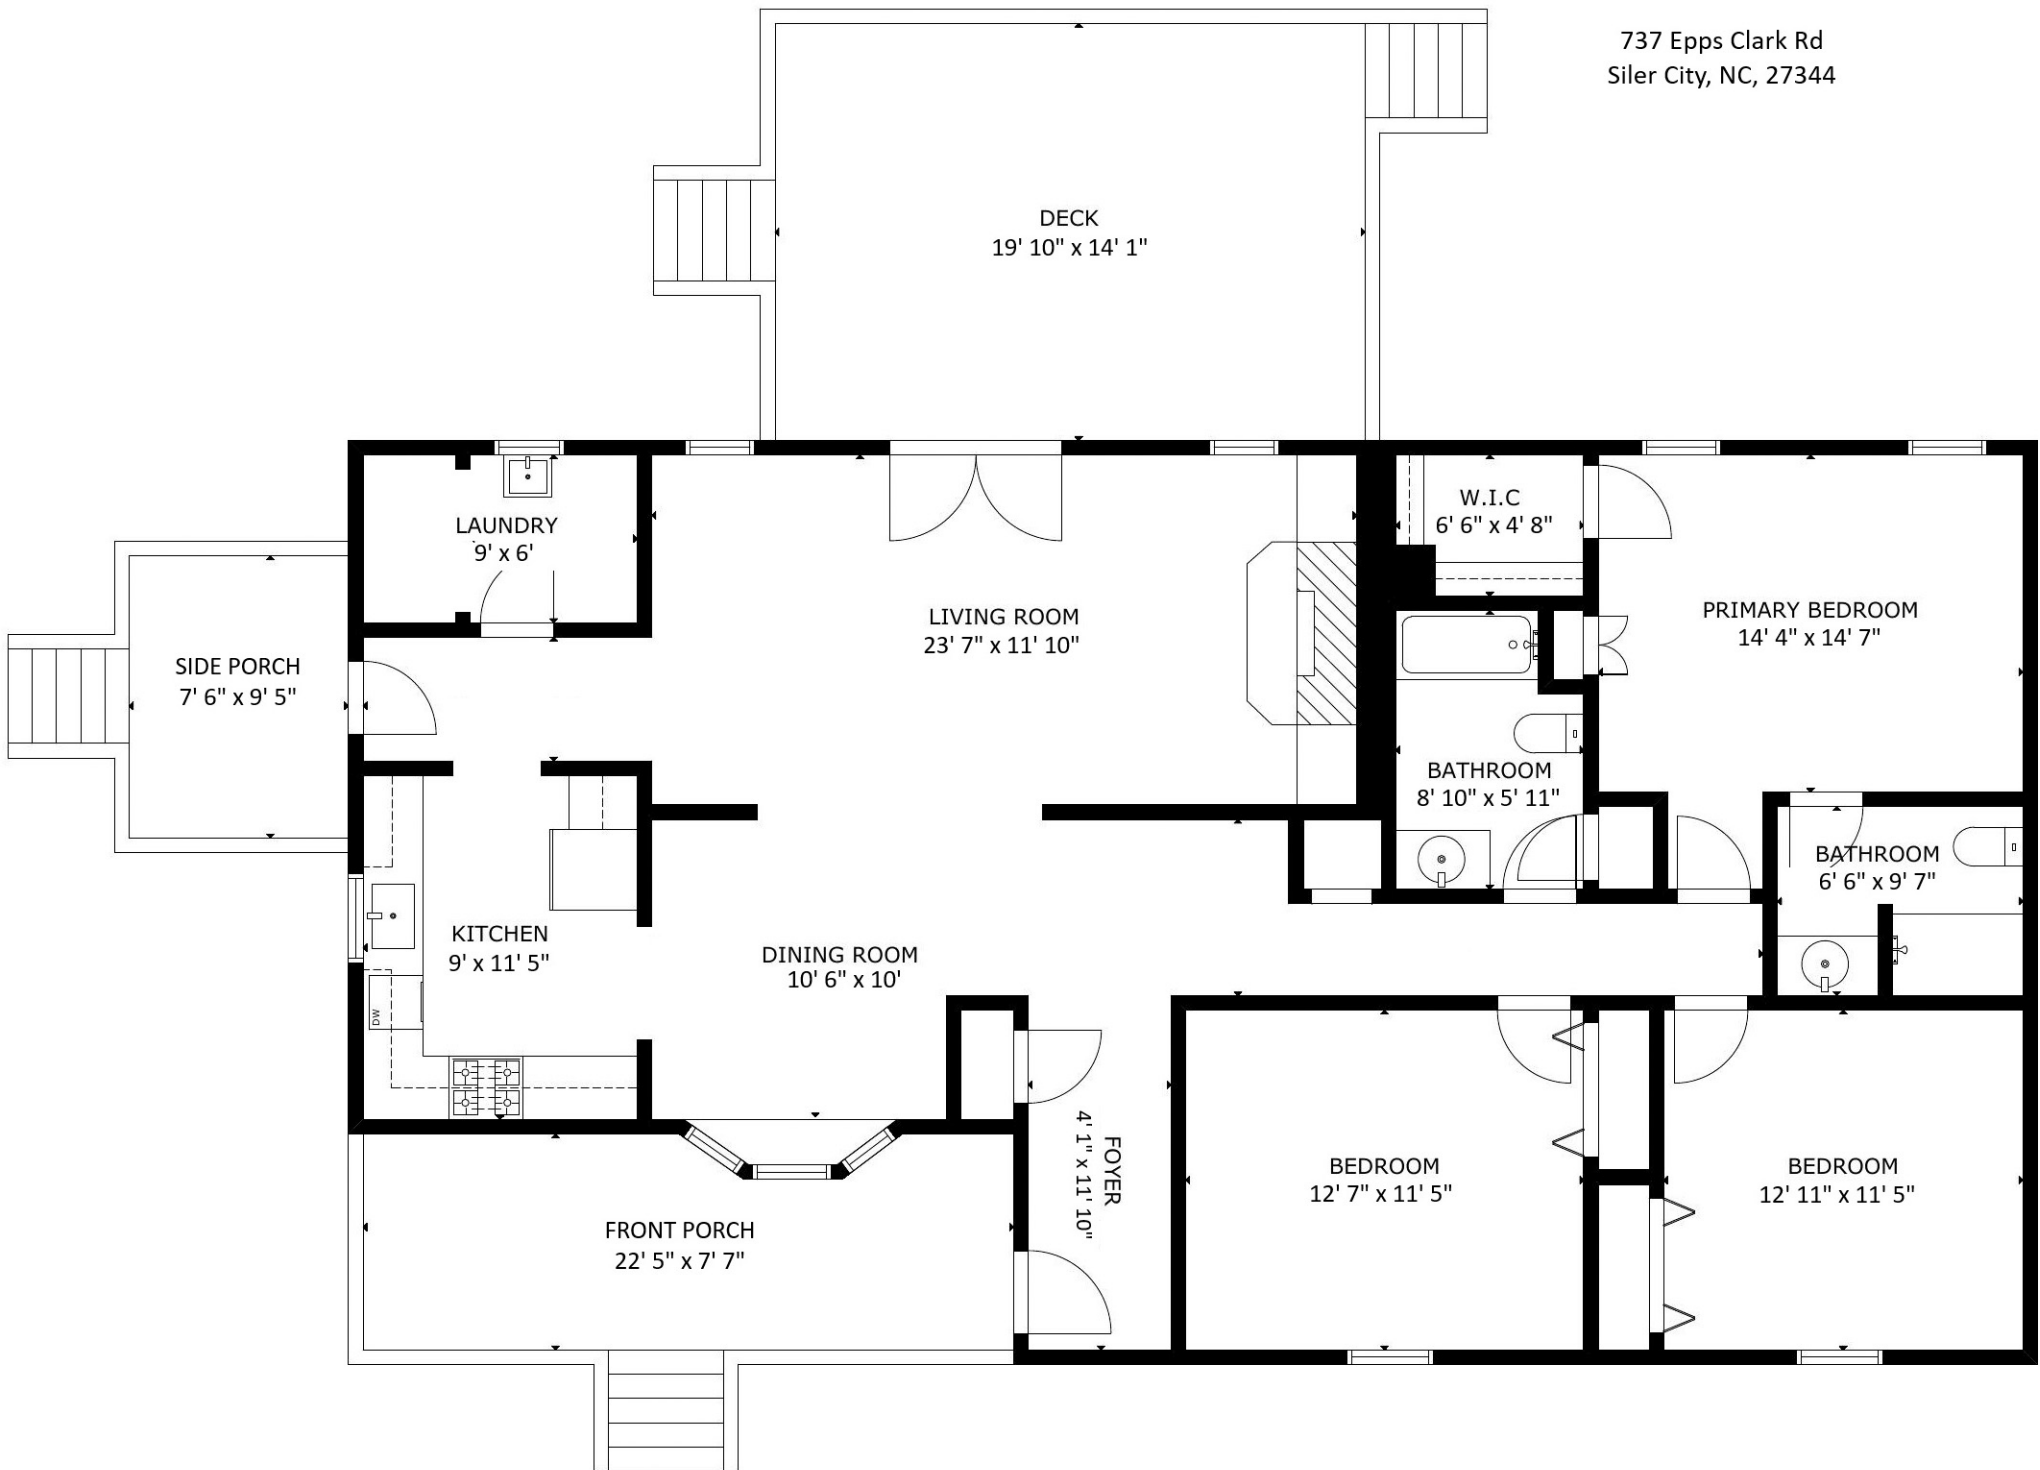 737 Epps Clark Rd
Siler City, NC, 27344
DECK
19' 10" x 14' 1"
W.I.C
6' 6" x 4' 8"
LAUNDRY
9' x 6'
LIVING ROOM
23' 7" x 11' 10"
PRIMARY BEDROOM
14' 4" x 14' 7"
SIDE PORCH
7' 6" x 9' 5"
BATHROOM
8' 10" x 5' 11"
BATHROOM
6' 6" x 9' 7"
KITCHEN
9' x 11' 5"
DINING ROOM
10' 6" x 10'
DW
FOYER
4' 1" x 11' 10"
BEDROOM
12' 7" x 11' 5"
BEDROOM
12' 11" x 11' 5"
FRONT PORCH
22' 5" x 7' 7"